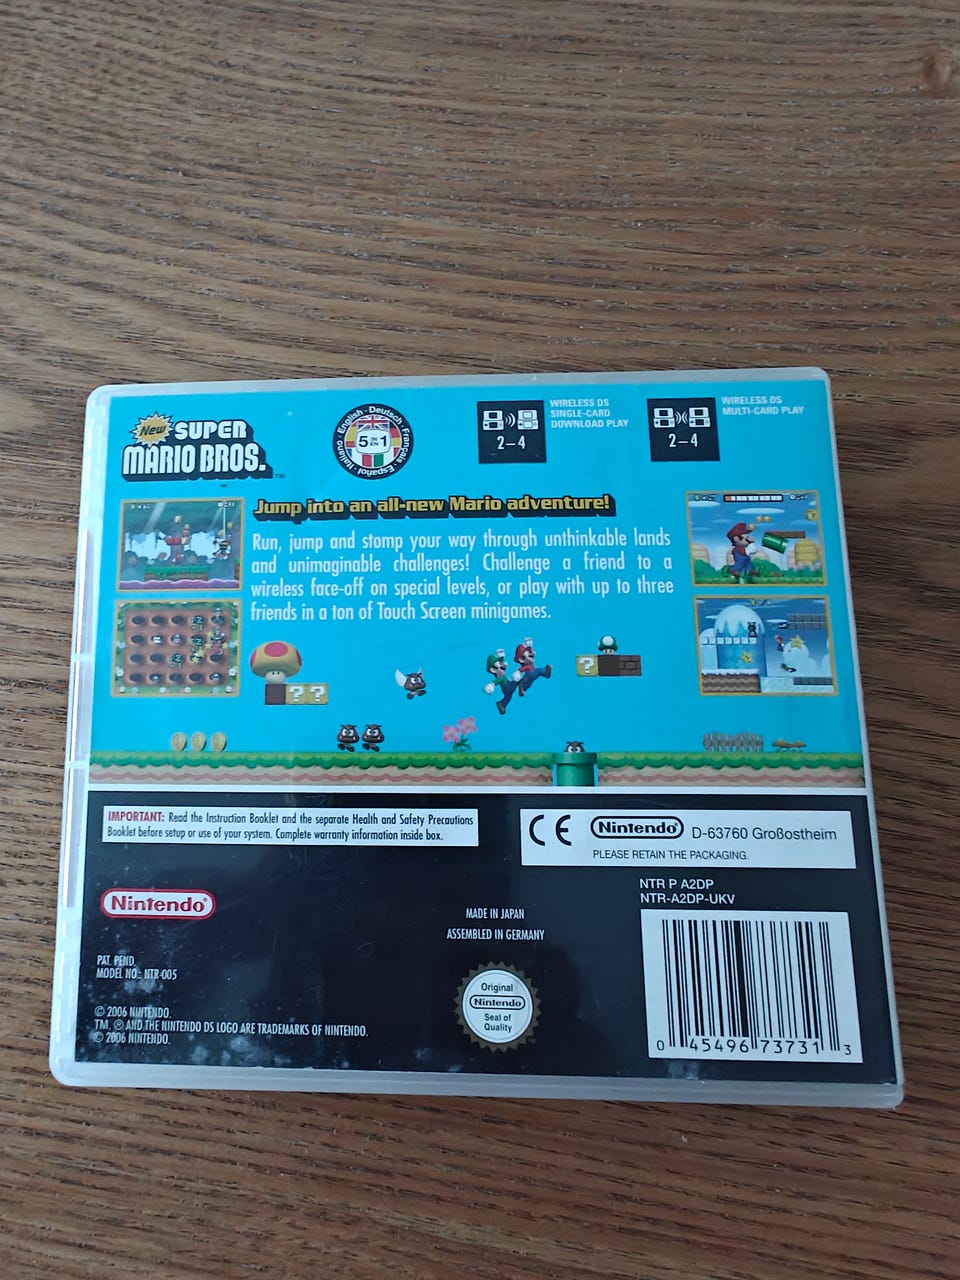 New
SUPER
MARIO BROS.™
English · Deutsch · Français · Español · Italiano
5 IN EN 1
2–4
WIRELESS DS
SINGLE-CARD
DOWNLOAD PLAY
2–4
WIRELESS DS
MULTI-CARD PLAY
Jump into an all-new Mario adventure!
Run, jump and stomp your way through unthinkable lands
and unimaginable challenges! Challenge a friend to a
wireless face-off on special levels, or play with up to three
friends in a ton of Touch Screen minigames.
? ?
?
IMPORTANT: Read the Instruction Booklet and the separate Health and Safety Precautions
Booklet before setup or use of your system. Complete warranty information inside box.
CE Nintendo® D-63760 Großostheim
PLEASE RETAIN THE PACKAGING.
NTR P A2DP
NTR-A2DP-UKV
Nintendo®
MADE IN JAPAN
ASSEMBLED IN GERMANY
PAT. PEND.
MODEL NO.: NTR-005
Original
Nintendo
Seal of
Quality
© 2006 NINTENDO.
TM, ® AND THE NINTENDO DS LOGO ARE TRADEMARKS OF NINTENDO.
© 2006 NINTENDO.
0 45496 73731 3